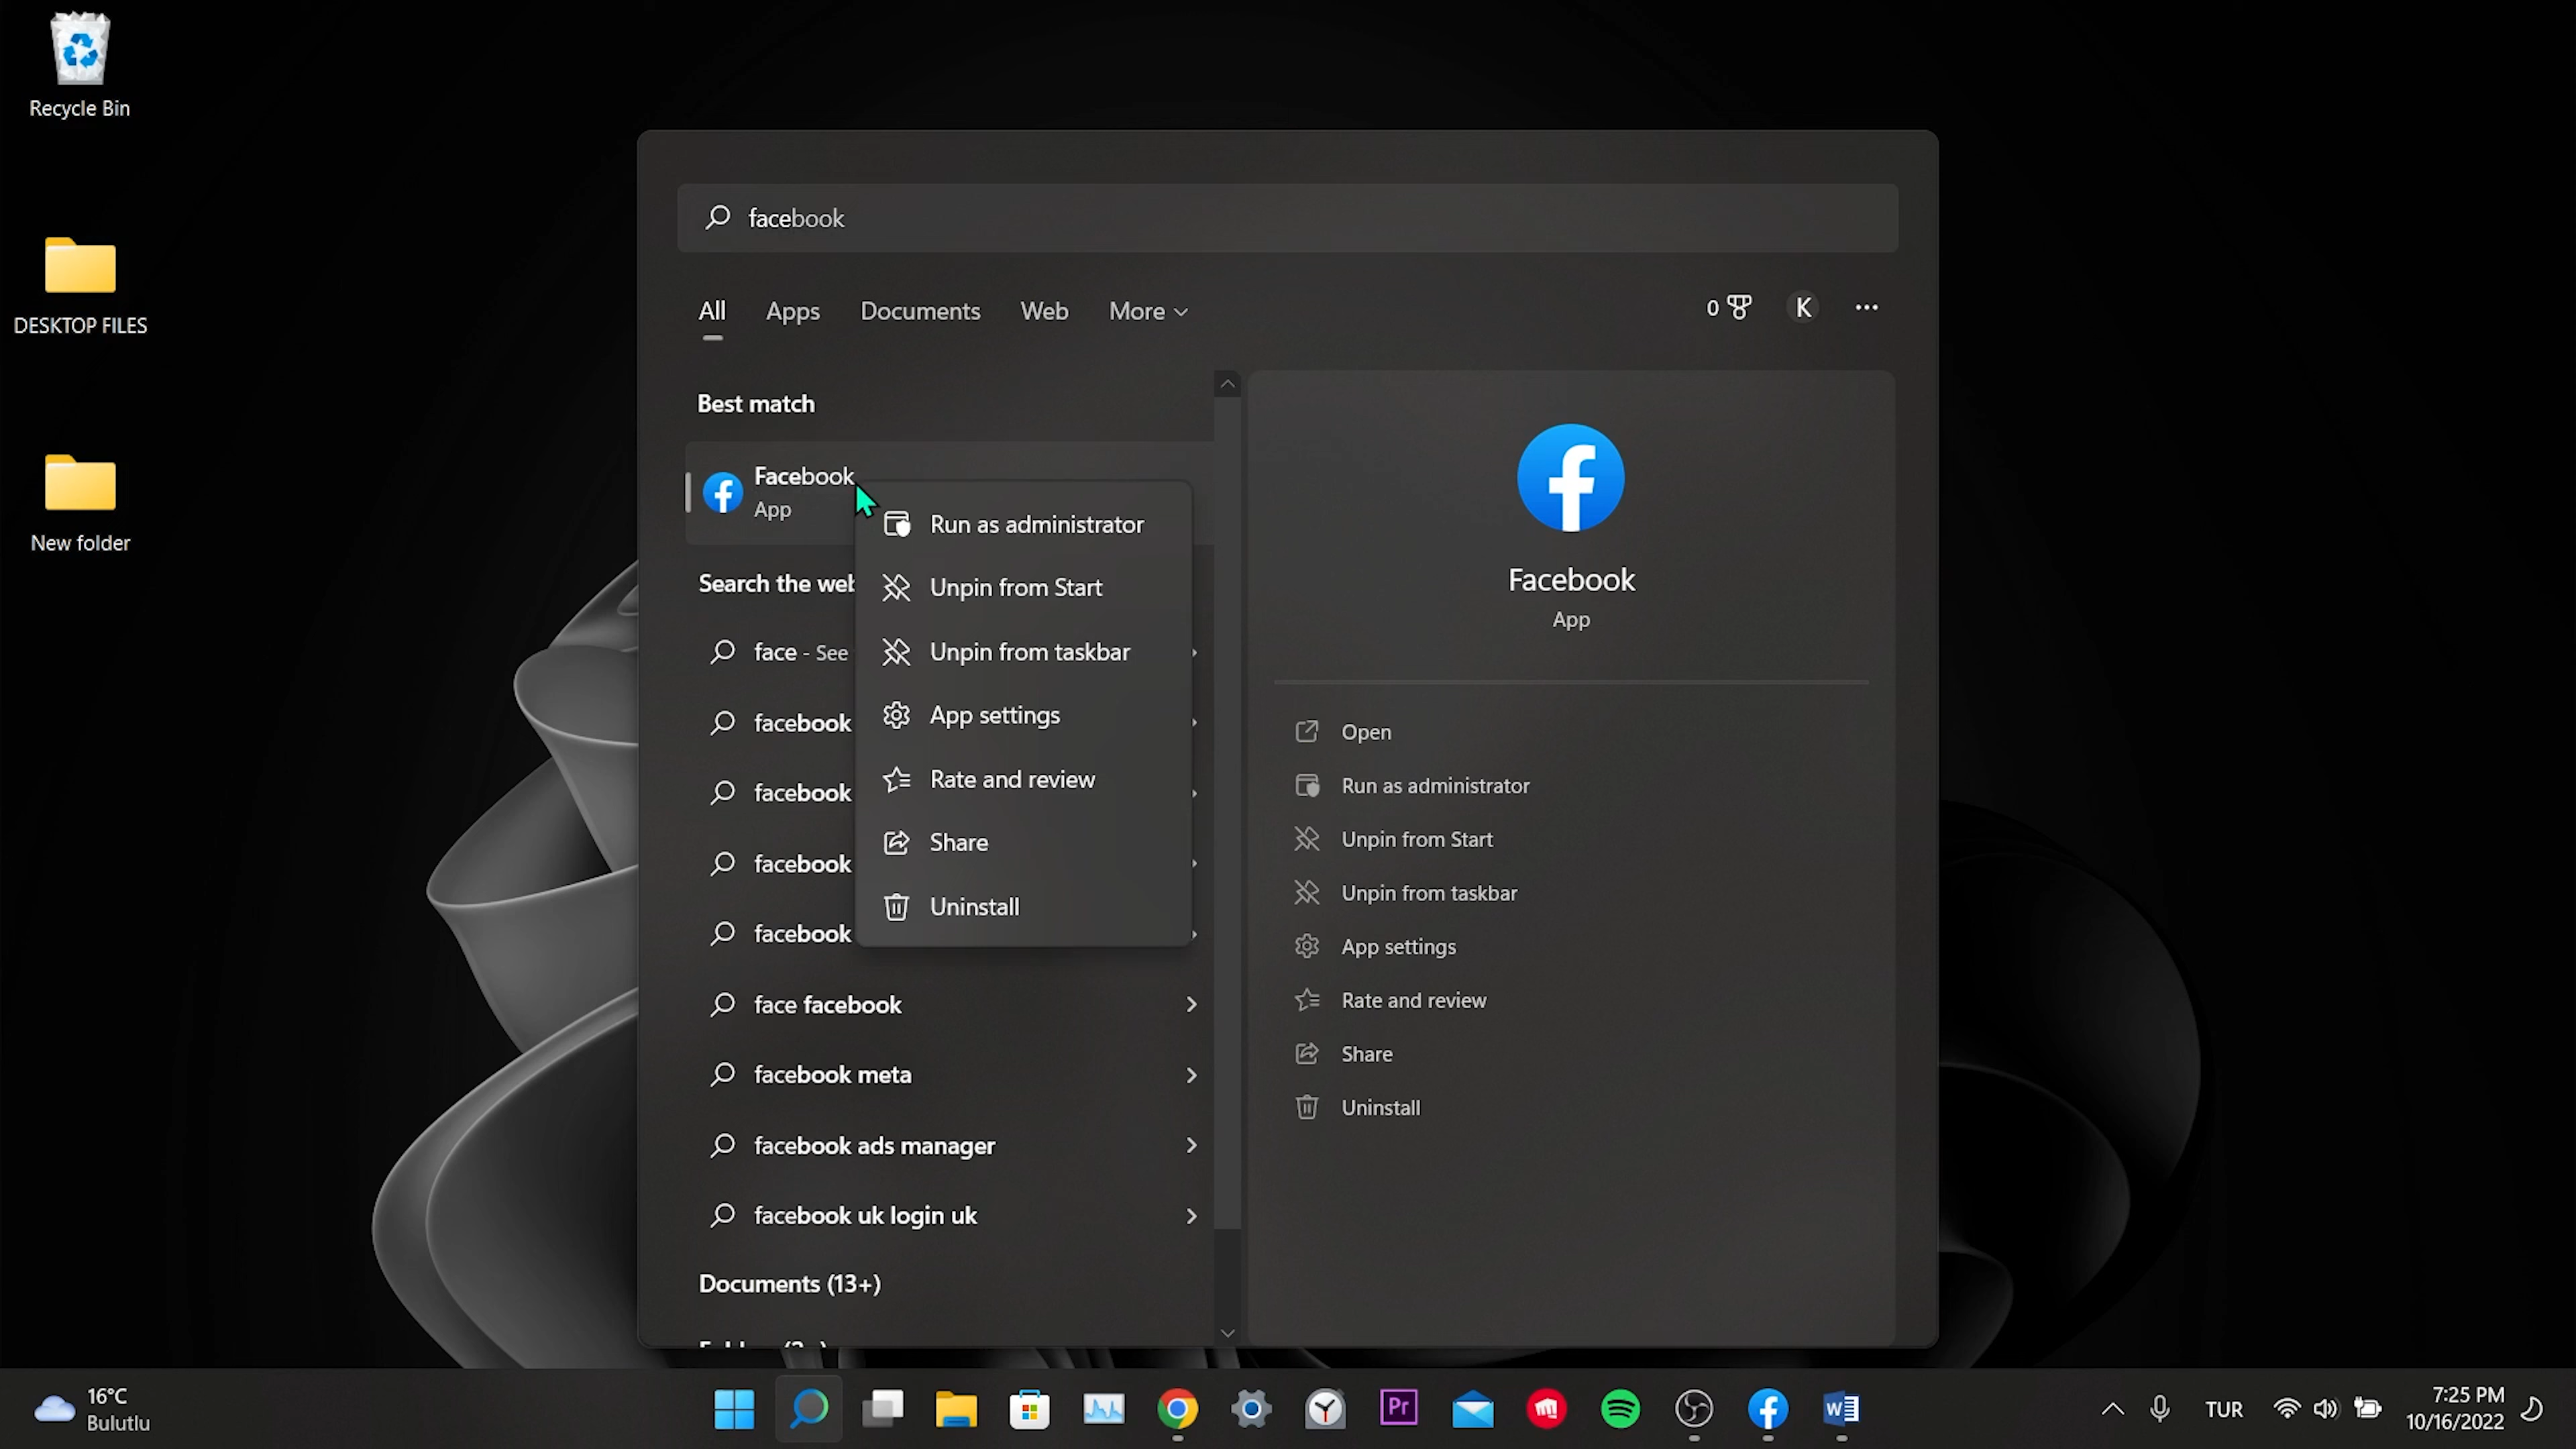 Recycle Bin
DESKTOP FILES
New folder
facebook
All
Apps
Documents
Web
More
0
K
Best match
Facebook
App
Search the web
face - See
facebook
facebook
facebook
facebook
face facebook
facebook meta
facebook ads manager
facebook uk login uk
Documents (13+)
Run as administrator
Unpin from Start
Unpin from taskbar
App settings
Rate and review
Share
Uninstall
Facebook
App
Open
Run as administrator
Unpin from Start
Unpin from taskbar
App settings
Rate and review
Share
Uninstall
16°C
Bulutlu
Pr
W
TUR
7:25 PM
10/16/2022